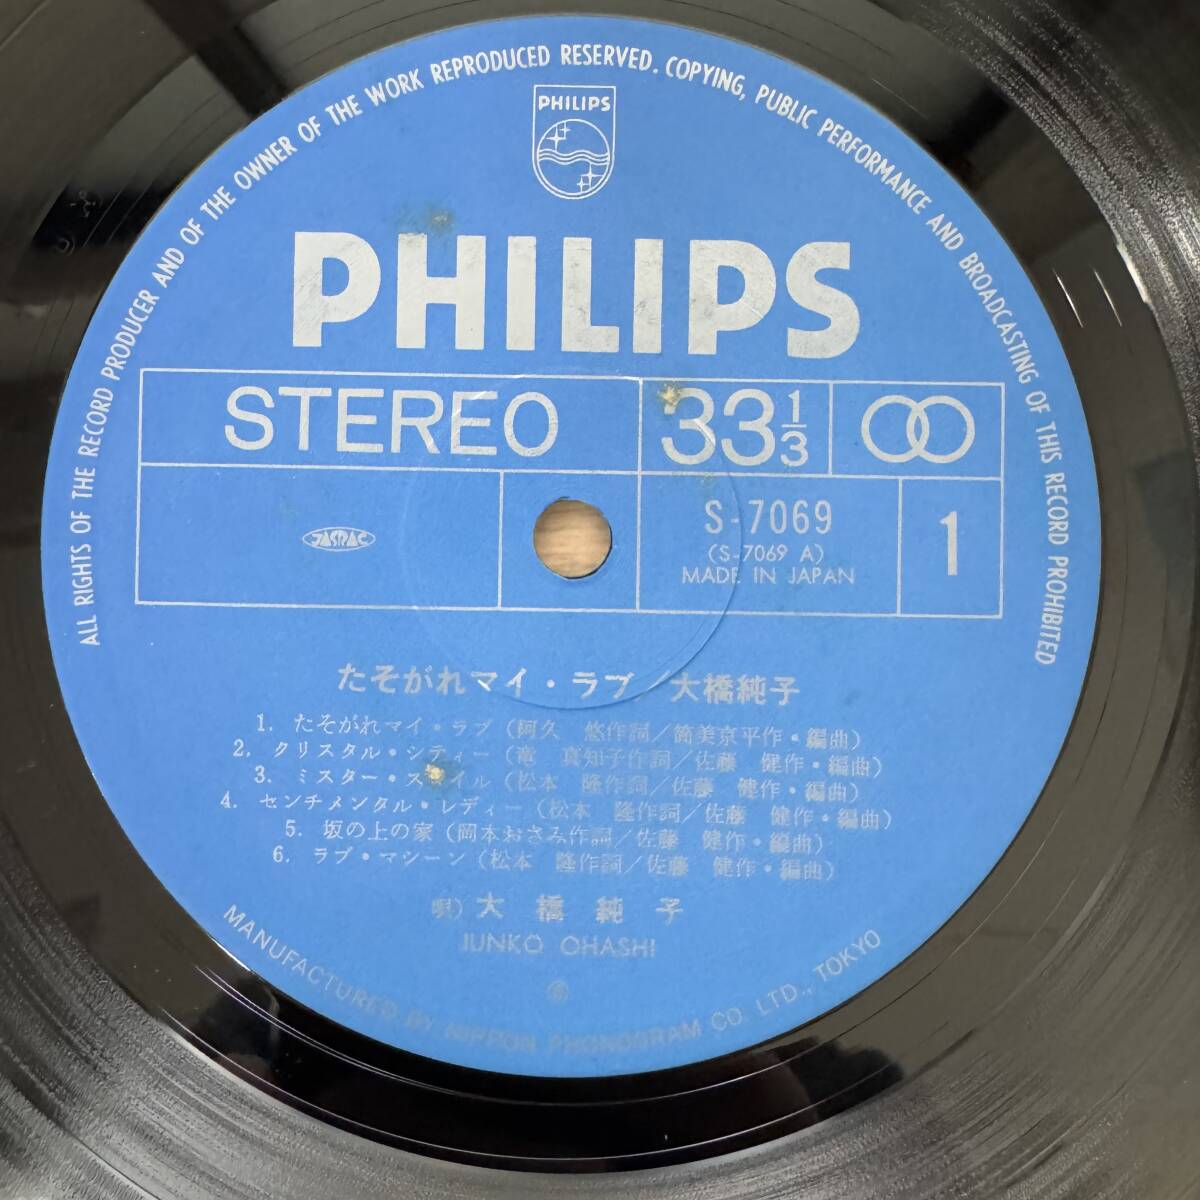 ALL RIGHTS OF THE RECORD PRODUCER AND OF THE OWNER OF THE WORK REPRODUCED RESERVED. COPYING, PUBLIC PERFORMANCE AND BROADCASTING OF THIS RECORD PROHIBITED
PHILIPS
PHILIPS
STEREO
33 1/3
JASRAC
S-7069
(S-7069 A)
MADE IN JAPAN
1
たそがれマイ・ラブ/大橋純子
1. たそがれマイ・ラブ(阿久 悠作詞/筒美京平作・編曲)
2. クリスタル・シティー(竜 真知子作詞/佐藤 健作・編曲)
3. ミスター・スマイル(松本 隆作詞/佐藤 健作・編曲)
4. センチメンタル・レディー(松本 隆作詞/佐藤 健作・編曲)
5. 坂の上の家(岡本おさみ作詞/佐藤 健作・編曲)
6. ラブ・マシーン(松本 隆作詞/佐藤 健作・編曲)
唄)大橋純子
JUNKO OHASHI
MANUFACTURED BY NIPPON PHONOGRAM CO. LTD., TOKYO